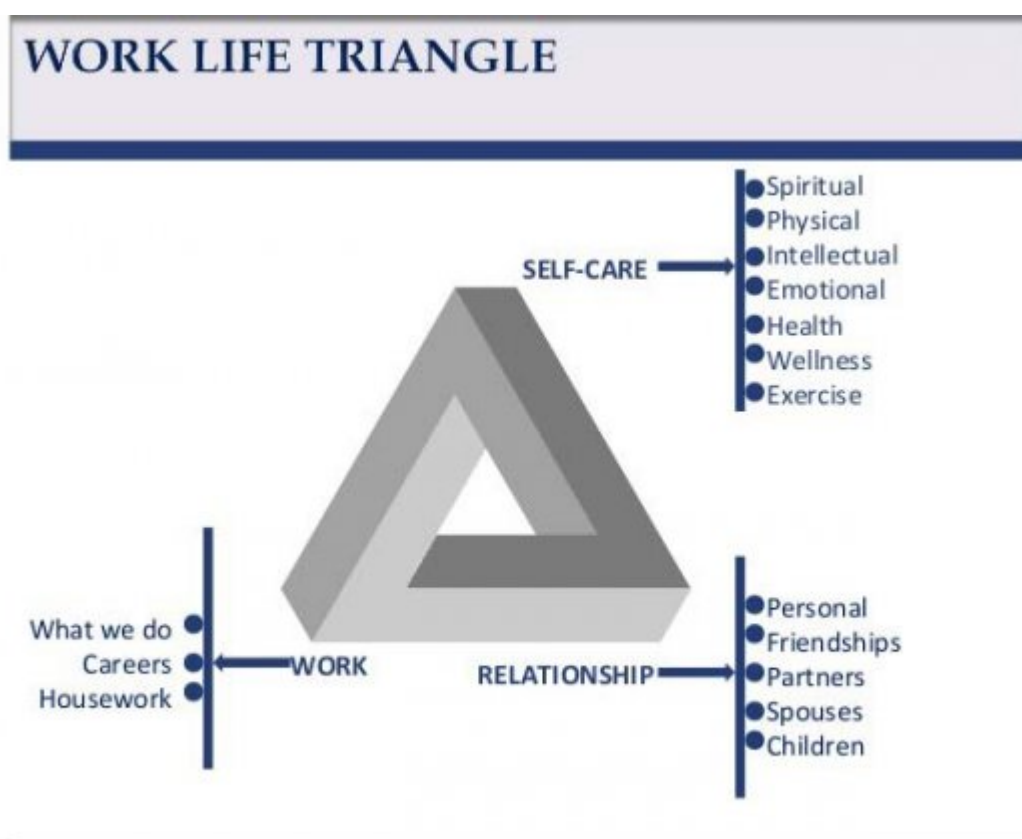 WORK LIFE TRIANGLE
SELF-CARE
Spiritual
Physical
Intellectual
Emotional
Health
Wellness
Exercise
What we do
Careers
Housework
WORK
RELATIONSHIP
Personal
Friendships
Partners
Spouses
Children